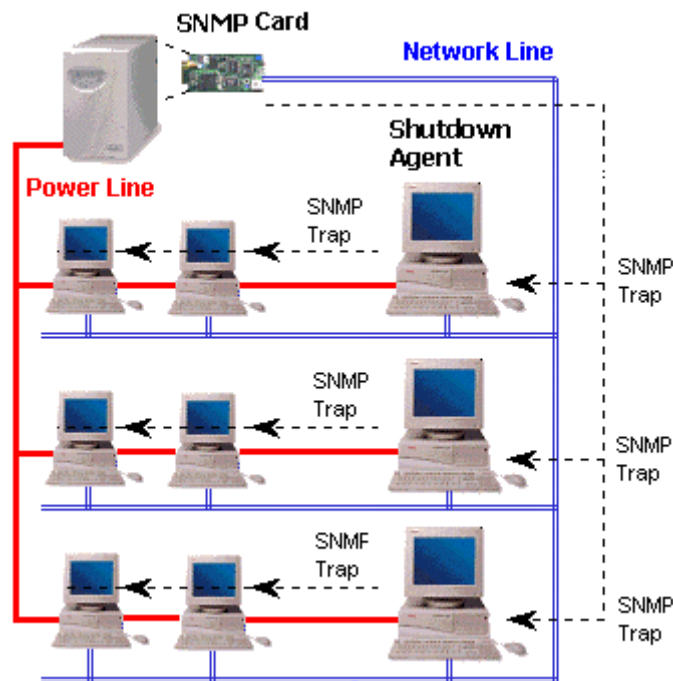 SNMP Card
Network Line
Shutdown
Agent
Power Line
SNMP
Trap
SNMP
Trap
SNMP
Trap
SNMP
Trap
SNMF
Trap
SNMP
Trap